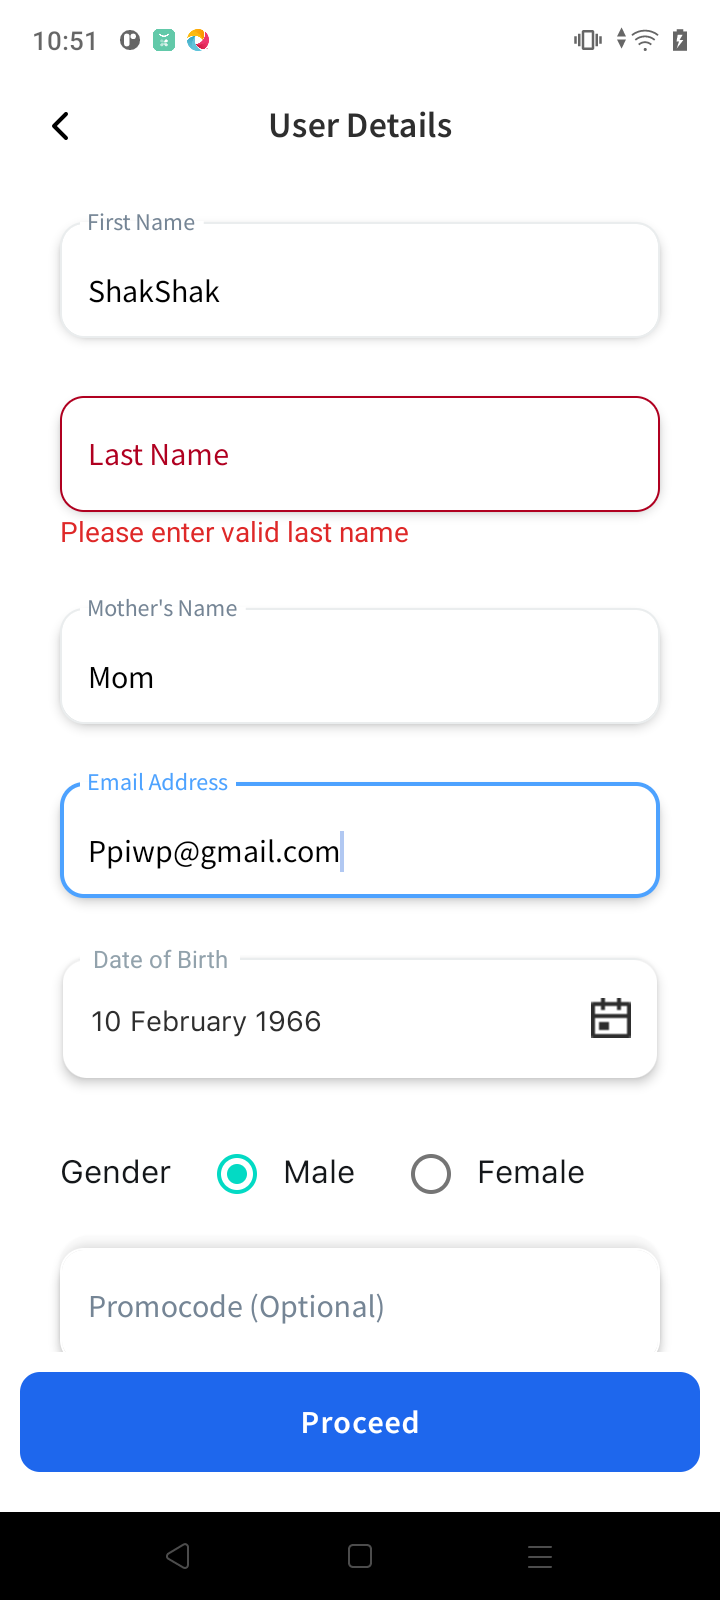 10:51
User Details
First Name
ShakShak
Last Name
Please enter valid last name
Mother's Name
Mom
Email Address
Ppiwp@gmail.com
Date of Birth
10 February 1966
Gender Male Female
Promocode (Optional)
Proceed